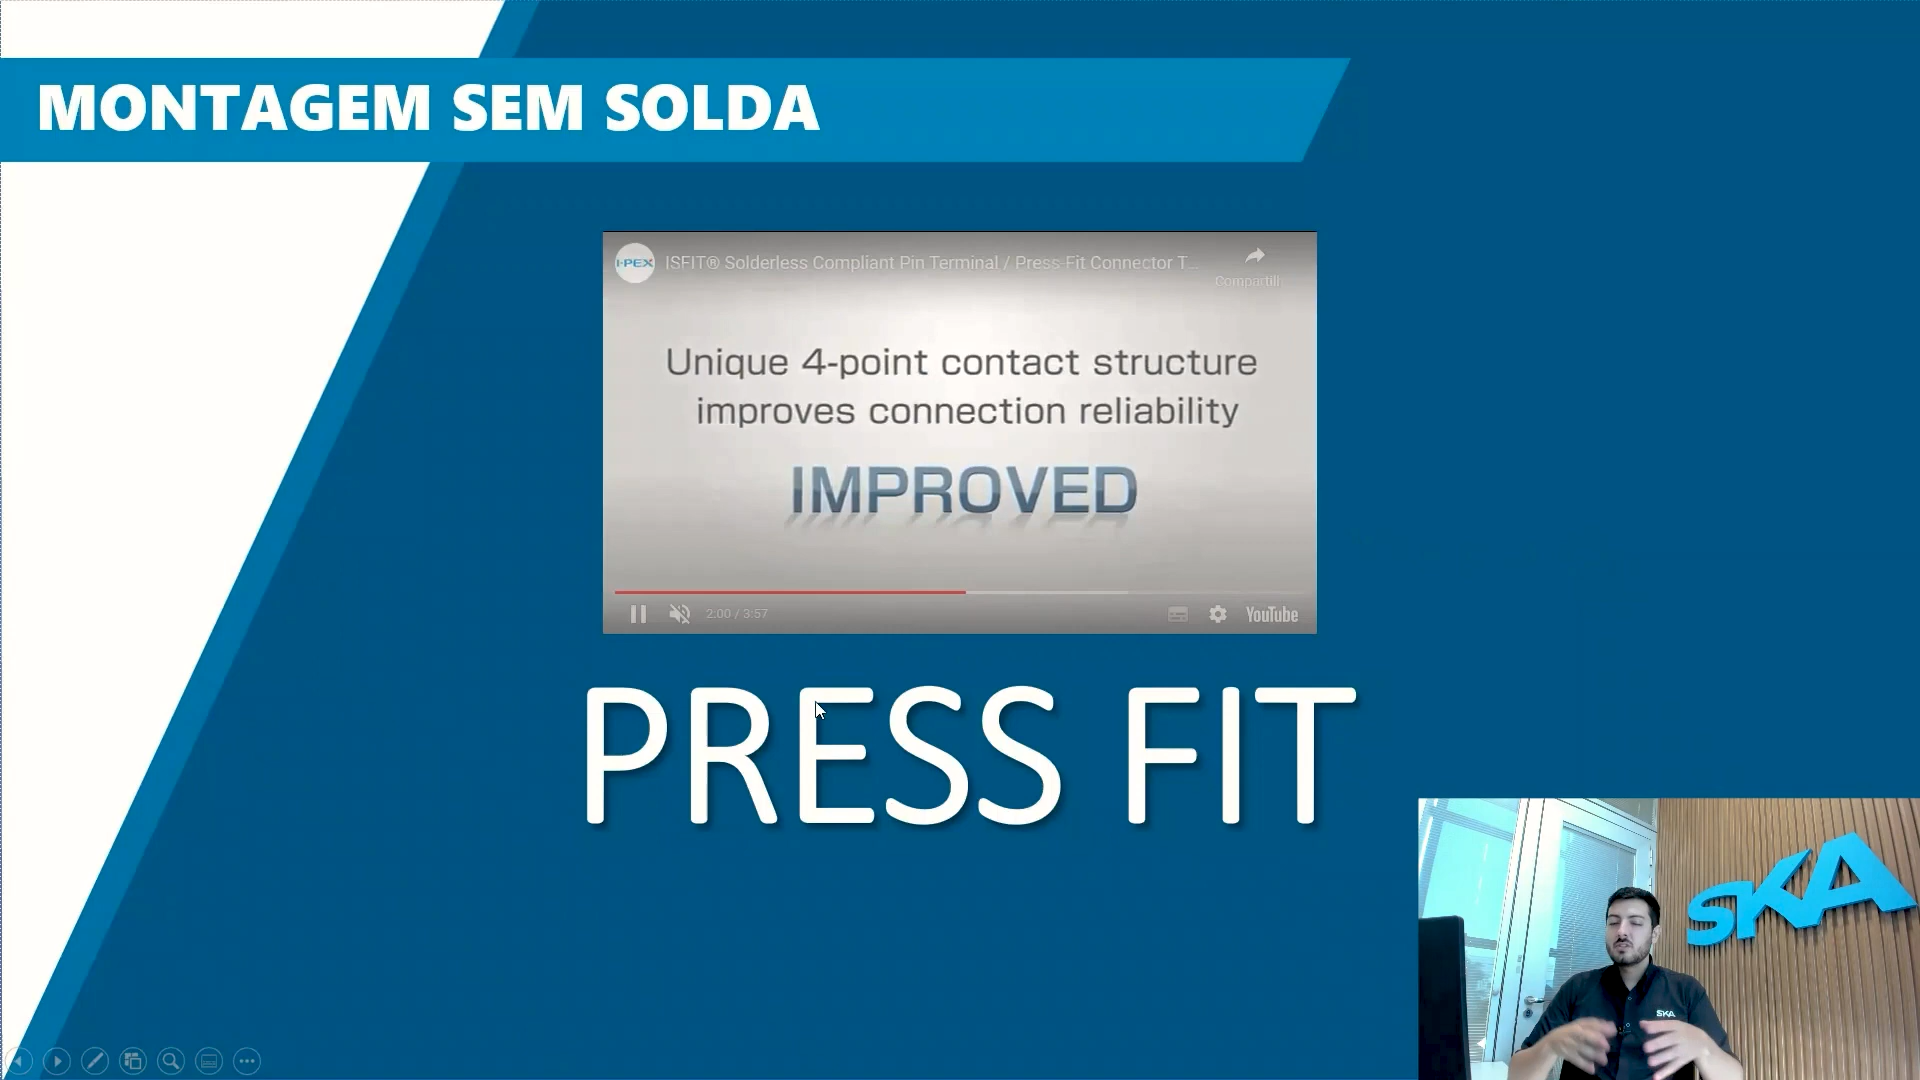 MONTAGEM SEM SOLDA
I-PEX
ISFIT® Solderless Compliant Pin Terminal / Press-Fit Connector T...
Compartill
Unique 4-point contact structure
improves connection reliability
IMPROVED
2:00 / 3:57
YouTube
PRESS FIT
SKA
SKA